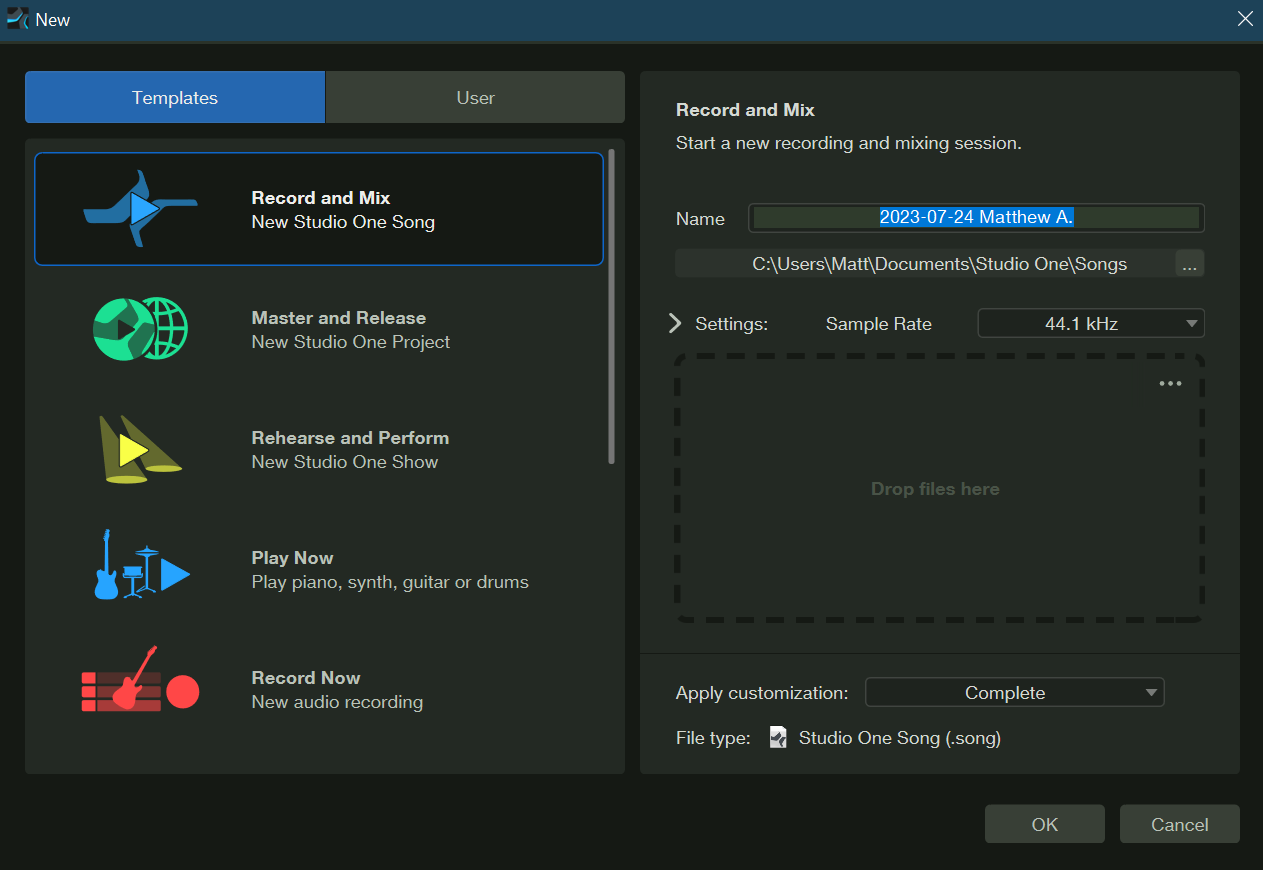 New
Templates
User
Record and Mix
New Studio One Song
Master and Release
New Studio One Project
Rehearse and Perform
New Studio One Show
Play Now
Play piano, synth, guitar or drums
Record Now
New audio recording
Record and Mix
Start a new recording and mixing session.
Name 2023-07-24 Matthew A.
C:\Users\Matt\Documents\Studio One\Songs ...
Settings: Sample Rate 44.1 kHz
Drop files here
Apply customization: Complete
File type: Studio One Song (.song)
OK
Cancel